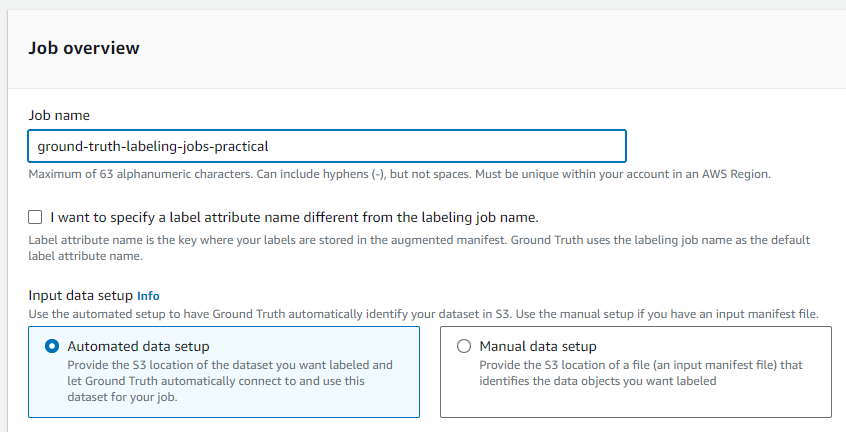 Job overview
Job name
ground-truth-labeling-jobs-practical
Maximum of 63 alphanumeric characters. Can include hyphens (-), but not spaces. Must be unique within your account in an AWS Region.
I want to specify a label attribute name different from the labeling job name.
Label attribute name is the key where your labels are stored in the augmented manifest. Ground Truth uses the labeling job name as the default
label attribute name.
Input data setup Info
Use the automated setup to have Ground Truth automatically identify your dataset in S3. Use the manual setup if you have an input manifest file.
Automated data setup
Provide the S3 location of the dataset you want labeled and
let Ground Truth automatically connect to and use this
dataset for your job.
Manual data setup
Provide the S3 location of a file (an input manifest file) that
identifies the data objects you want labeled